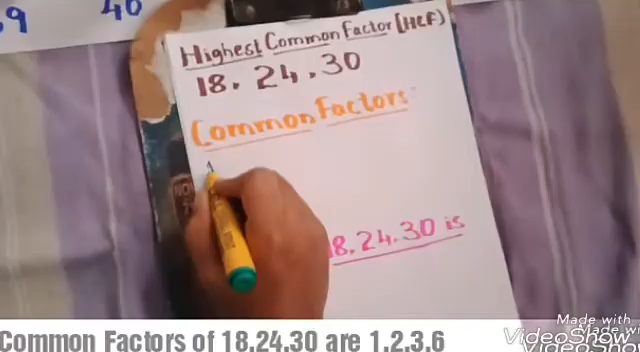 40
Highest Common Factor (HCF)
18. 24. 30
Common Factors:
18. 24. 30 is
Common Factors of 18,24,30 are 1,2,3,6
Made with
VideoShow